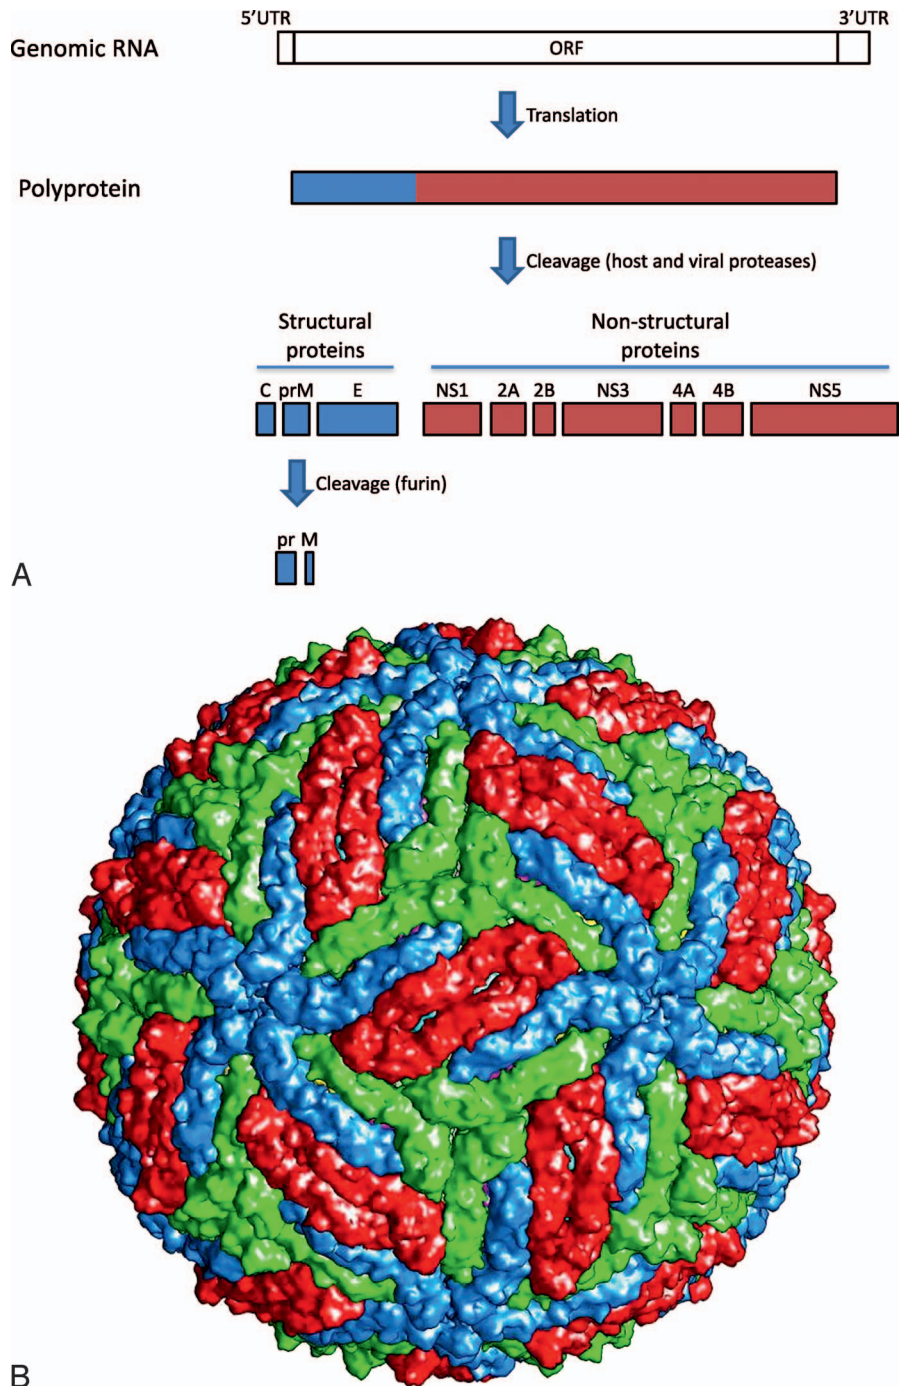 5’UTR 3’UTR
Genomic RNA ORF
Translation
Polyprotein
Cleavage (host and viral proteases)
Structural
proteins
Non-structural
proteins
C prM E NS1 2A 2B NS3 4A 4B NS5
Cleavage (furin)
pr M
A
B